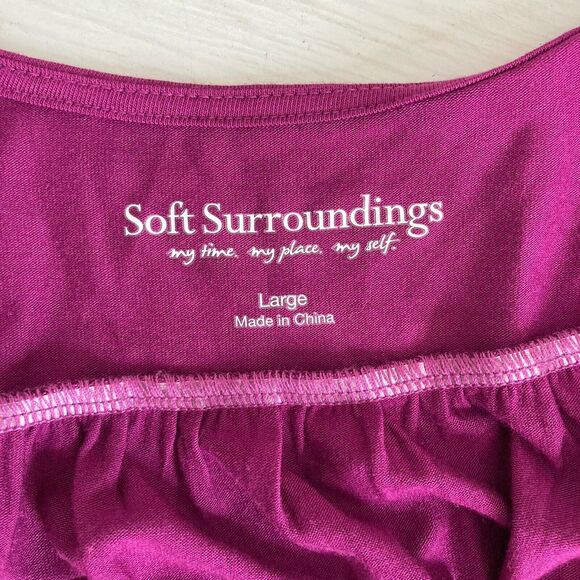 Soft Surroundings
my time. my place. my self.
Large
Made in China